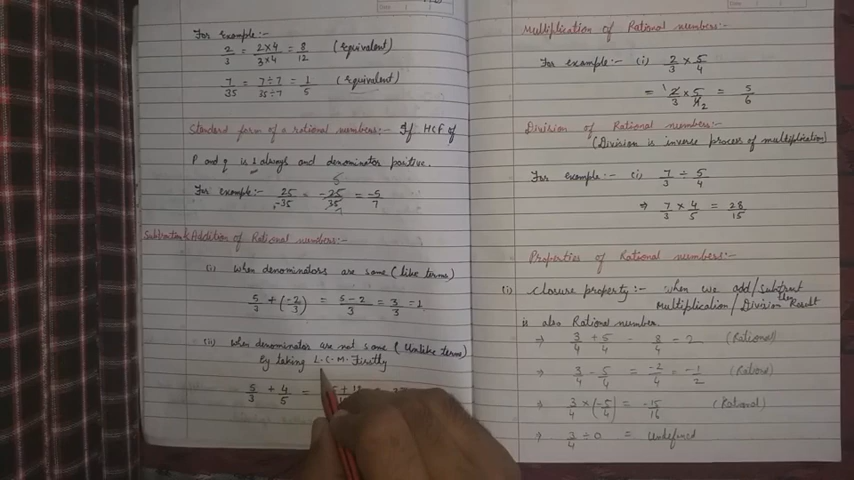 For example:-
2/3 = 2×4/3×4 = 8/12 (equivalent)
7/35 = 7÷7/35÷7 = 1/5 (equivalent)
Standard form of a rational numbers:- If HCF of
P and q is 1 always and denominator positive.
For example:- 25/-35 = -25/35 = -5/7
Subtraction & Addition of Rational numbers:-
(i) when denominators are same (like terms)
5/3 + (-2/3) = 5-2/3 = 3/3 = 1
(ii) when denominator are not same (Unlike terms)
By taking L.C.M. Firstly
5/3 + 4/5 =
Multiplication of Rational numbers:-
For example:- (i) 2/3 × 5/4
= 2/3 × 5/4 = 5/6
Division of Rational numbers:-
(Division is inverse process of multiplication)
For example:- (i) 7/3 ÷ 5/4
⇒ 7/3 × 4/5 = 28/15
Properties of Rational numbers:-
(i) Closure property:- when we add/subtract
Multiplication/Division the Result
is also Rational number.
⇒ 3/4 + 5/4 = 8/4 = 2 (Rational)
⇒ 3/4 - 5/4 = -2/4 = -1/2
⇒ 3/4 × (-5/4) = -15/16 (Rational)
⇒ 3/4 ÷ 0 = Undefined